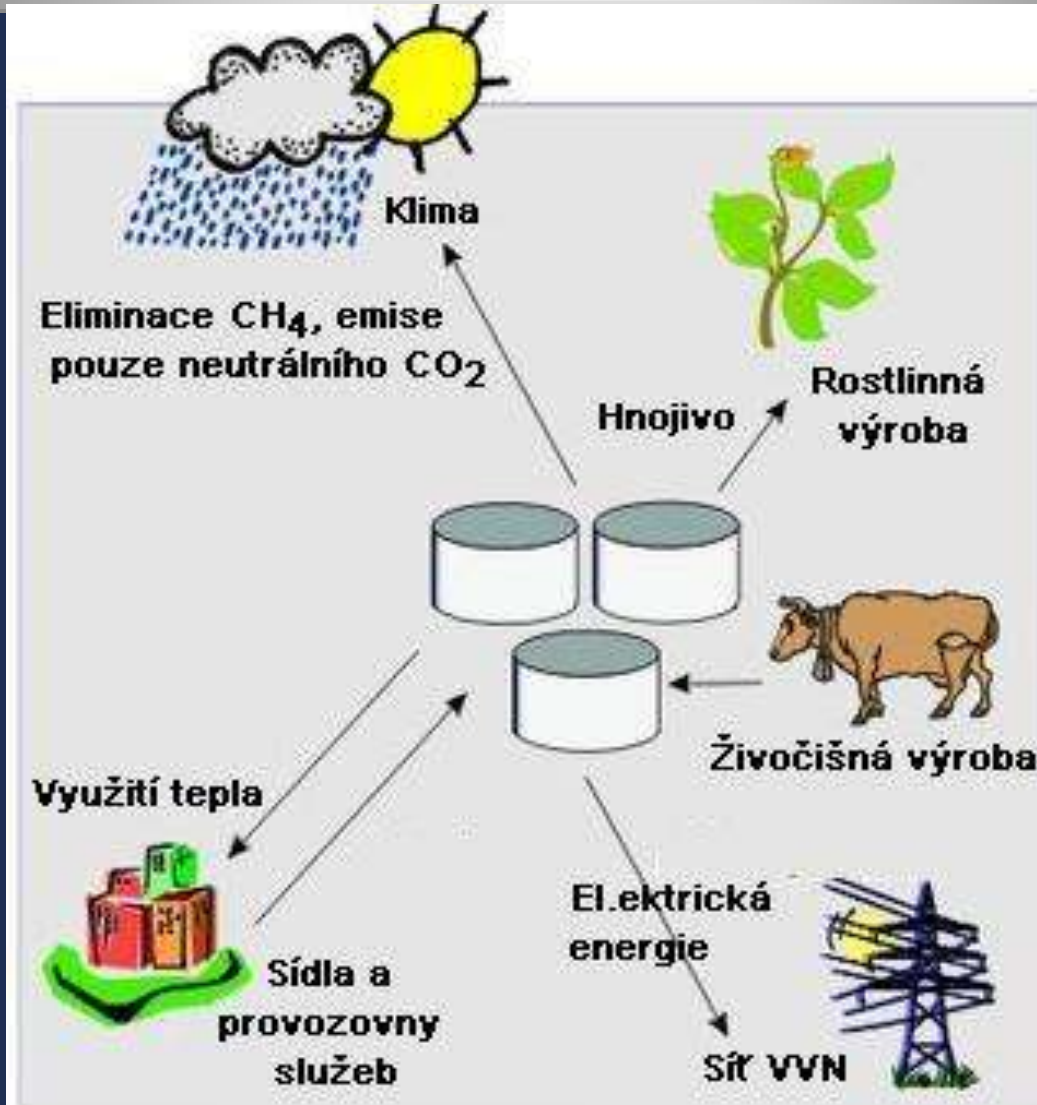 Klima
Eliminace CH4, emise
pouze neutrálního CO2
Hnojivo
Rostlinná
výroba
Živočišná výroba
Využití tepla
El.ektrická
energie
Sídla a
provozovny
služeb
Síť VVN